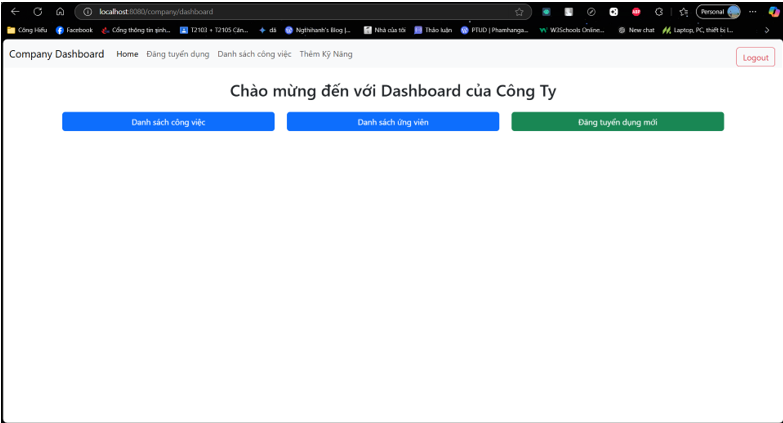 localhost:8080/company/dashboard
Personal
Công Hiếu Facebook Cổng thông tin sinh... T2103 + T2105 Căn... dã Ngthihanh's Blog |... Nhà của tôi Thảo luận PTUD | Phamhanga... W3Schools Online... New chat Laptop, PC, thiết bị l...
Company Dashboard Home Đăng tuyển dụng Danh sách công việc Thêm Kỹ Năng Logout
Chào mừng đến với Dashboard của Công Ty
Danh sách công việc Danh sách ứng viên Đăng tuyển dụng mới